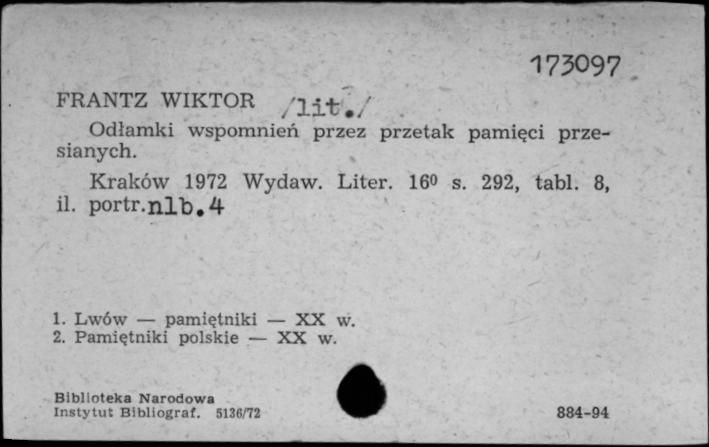 173097
FRANTZ WIKTOR /lit./
Odłamki wspomnień przez przetak pamięci prze-
sianych.
Kraków 1972 Wydaw. Liter. 16⁰ s. 292, tabl. 8,
il. portr. nlb. 4
1. Lwów — pamiętniki — XX w.
2. Pamiętniki polskie — XX w.
Biblioteka Narodowa
Instytut Bibliograf. 5136/72
884-94